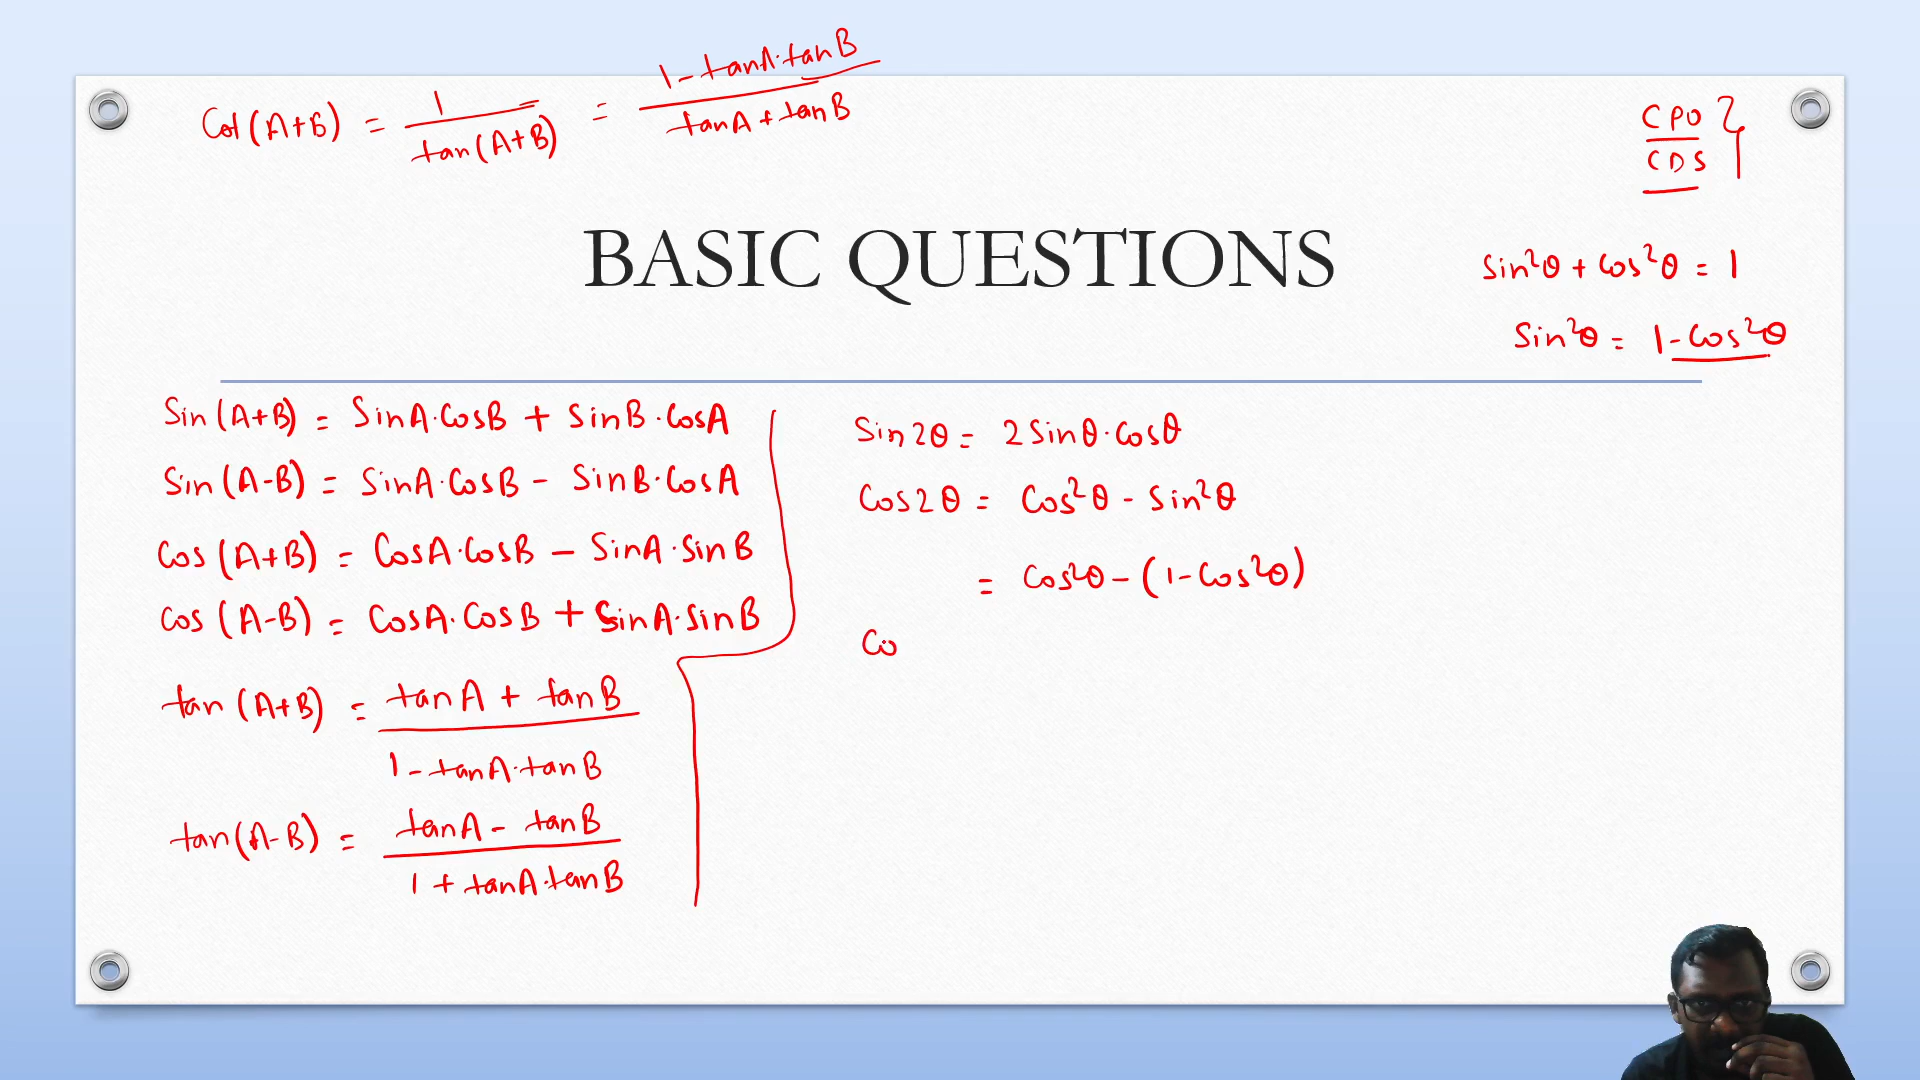 Cot(A+B) = 1/tan(A+B) = 1-tanA·tanB/tanA+tanB
CPO
CDS
BASIC QUESTIONS
Sin²θ + Cos²θ = 1
Sin²θ = 1-Cos²θ
Sin(A+B) = SinA·CosB + SinB·CosA
Sin(A-B) = SinA·CosB - SinB·CosA
Cos(A+B) = CosA·CosB - SinA·SinB
Cos(A-B) = CosA·CosB + SinA·SinB
tan(A+B) = tanA + tanB/1-tanA·tanB
tan(A-B) = tanA - tanB/1+tanA·tanB
Sin2θ = 2Sinθ·Cosθ
Cos2θ = Cos²θ - Sin²θ
= Cos²θ-(1-Cos²θ)
Co